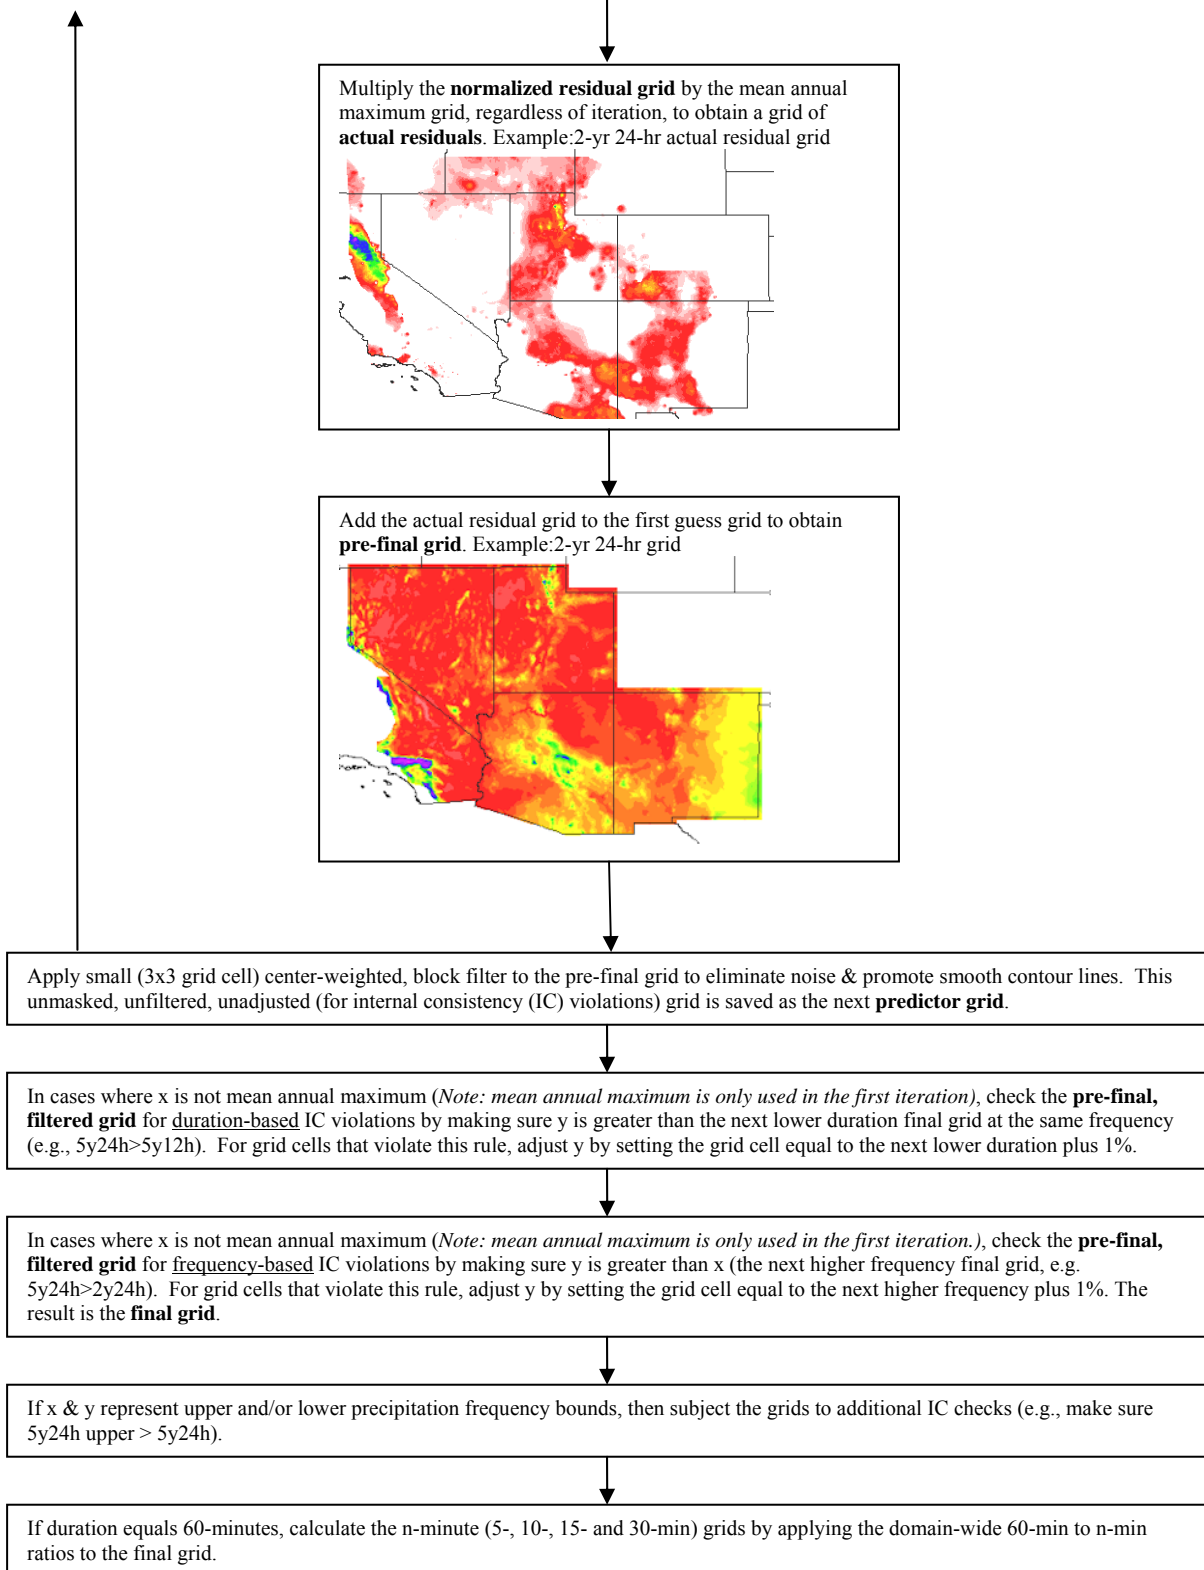 Multiply the normalized residual grid by the mean annual
maximum grid, regardless of iteration, to obtain a grid of
actual residuals. Example:2-yr 24-hr actual residual grid
Add the actual residual grid to the first guess grid to obtain
pre-final grid. Example:2-yr 24-hr grid
Apply small (3x3 grid cell) center-weighted, block filter to the pre-final grid to eliminate noise & promote smooth contour lines. This
unmasked, unfiltered, unadjusted (for internal consistency (IC) violations) grid is saved as the next predictor grid.
In cases where x is not mean annual maximum (Note: mean annual maximum is only used in the first iteration), check the pre-final,
filtered grid for duration-based IC violations by making sure y is greater than the next lower duration final grid at the same frequency
(e.g., 5y24h>5y12h). For grid cells that violate this rule, adjust y by setting the grid cell equal to the next lower duration plus 1%.
In cases where x is not mean annual maximum (Note: mean annual maximum is only used in the first iteration.), check the pre-final,
filtered grid for frequency-based IC violations by making sure y is greater than x (the next higher frequency final grid, e.g.
5y24h>2y24h). For grid cells that violate this rule, adjust y by setting the grid cell equal to the next higher frequency plus 1%. The
result is the final grid.
If x & y represent upper and/or lower precipitation frequency bounds, then subject the grids to additional IC checks (e.g., make sure
5y24h upper > 5y24h).
If duration equals 60-minutes, calculate the n-minute (5-, 10-, 15- and 30-min) grids by applying the domain-wide 60-min to n-min
ratios to the final grid.